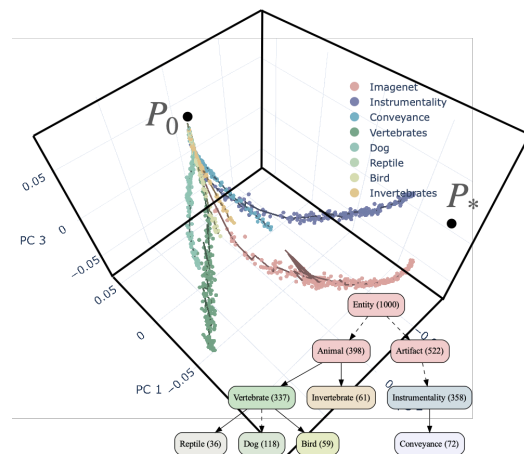 P0
P*
Imagenet
Instrumentality
Conveyance
Vertebrates
Dog
Reptile
Bird
Invertebrates
0.05
0
−0.05
PC 3
0.05
0
−0.05
PC 1
Entity (1000)
Animal (398)
Artifact (522)
Vertebrate (337)
Invertebrate (61)
Instrumentality (358)
Reptile (36)
Dog (118)
Bird (59)
Conveyance (72)